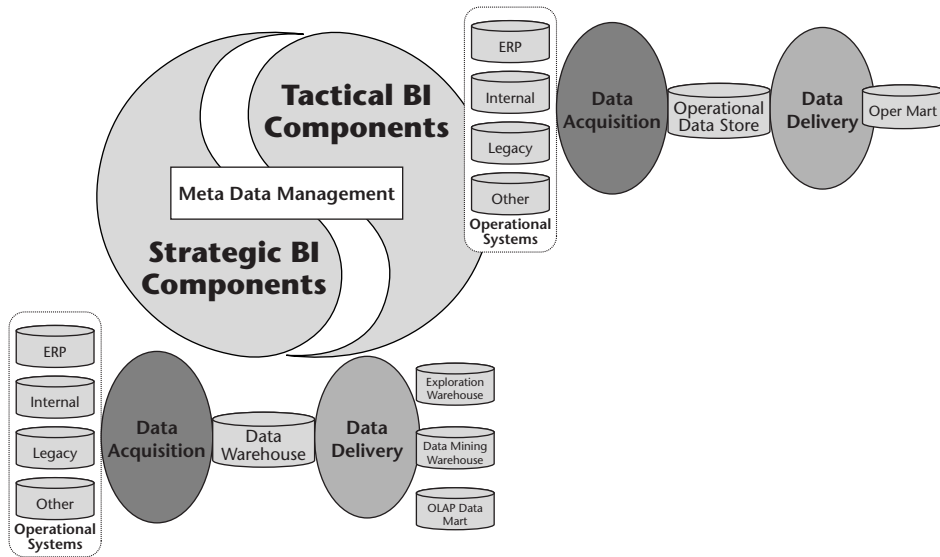 Tactical BI
Components
Meta Data Management
Strategic BI
Components
ERP
Internal
Legacy
Other
Operational
Systems
Data
Acquisition
Operational
Data Store
Data
Delivery
Oper Mart
ERP
Internal
Legacy
Other
Operational
Systems
Data
Acquisition
Data
Warehouse
Data
Delivery
Exploration
Warehouse
Data Mining
Warehouse
OLAP Data
Mart